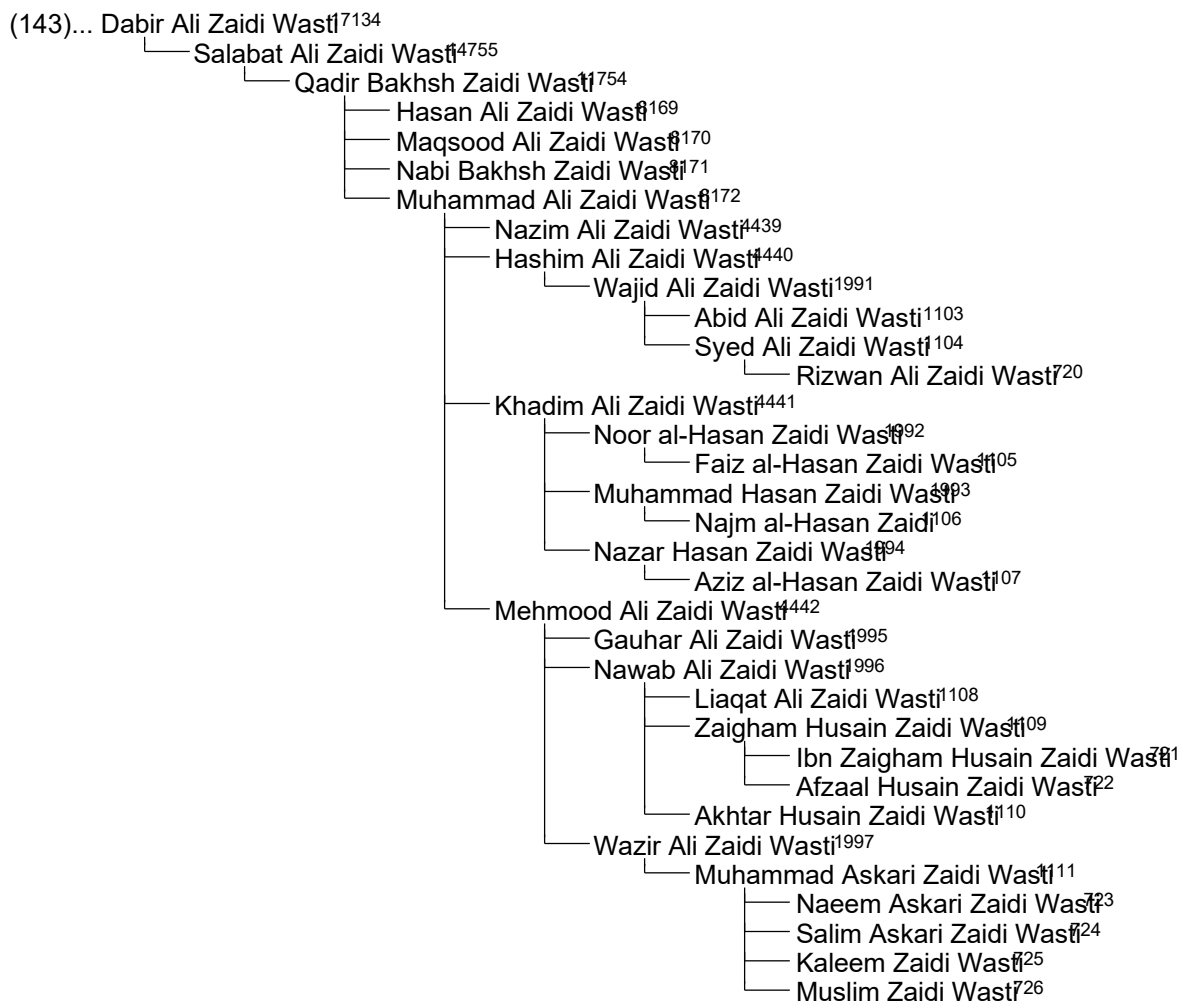 (143)... Dabir Ali Zaidi Wasti17134
Salabat Ali Zaidi Wasti14755
Qadir Bakhsh Zaidi Wasti11754
Hasan Ali Zaidi Wasti8169
Maqsood Ali Zaidi Wasti8170
Nabi Bakhsh Zaidi Wasti8171
Muhammad Ali Zaidi Wasti8172
Nazim Ali Zaidi Wasti4439
Hashim Ali Zaidi Wasti4440
Wajid Ali Zaidi Wasti1991
Abid Ali Zaidi Wasti1103
Syed Ali Zaidi Wasti1104
Rizwan Ali Zaidi Wasti720
Khadim Ali Zaidi Wasti4441
Noor al-Hasan Zaidi Wasti1992
Faiz al-Hasan Zaidi Wasti1105
Muhammad Hasan Zaidi Wasti1993
Najm al-Hasan Zaidi1106
Nazar Hasan Zaidi Wasti1994
Aziz al-Hasan Zaidi Wasti1107
Mehmood Ali Zaidi Wasti4442
Gauhar Ali Zaidi Wasti1995
Nawab Ali Zaidi Wasti1996
Liaqat Ali Zaidi Wasti1108
Zaigham Husain Zaidi Wasti1109
Ibn Zaigham Husain Zaidi Wasti721
Afzaal Husain Zaidi Wasti722
Akhtar Husain Zaidi Wasti1110
Wazir Ali Zaidi Wasti1997
Muhammad Askari Zaidi Wasti1111
Naeem Askari Zaidi Wasti723
Salim Askari Zaidi Wasti724
Kaleem Zaidi Wasti725
Muslim Zaidi Wasti726